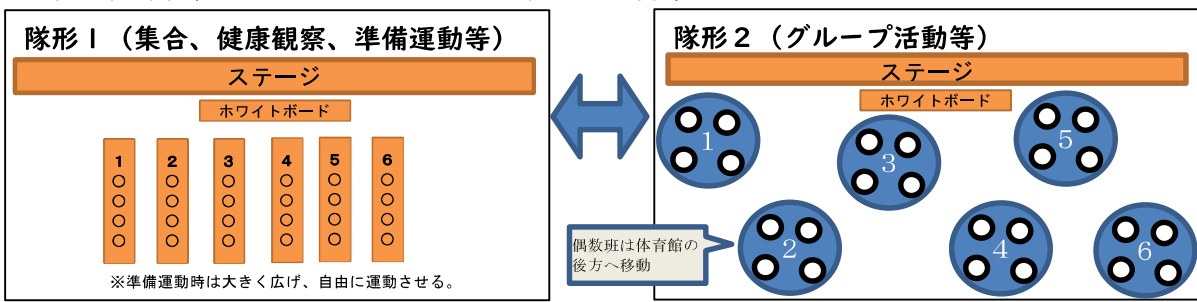 隊形1（集合、健康観察、準備運動等）
ステージ
ホワイトボード
1 2 3 4 5 6
○ ○ ○ ○ ○ ○
○ ○ ○ ○ ○ ○
○ ○ ○ ○ ○ ○
○ ○ ○ ○ ○ ○
※準備運動時は大きく広げ、自由に運動させる。
隊形２（グループ活動等）
ステージ
ホワイトボード
1
3
5
2
4
6
偶数班は体育館の
後方へ移動